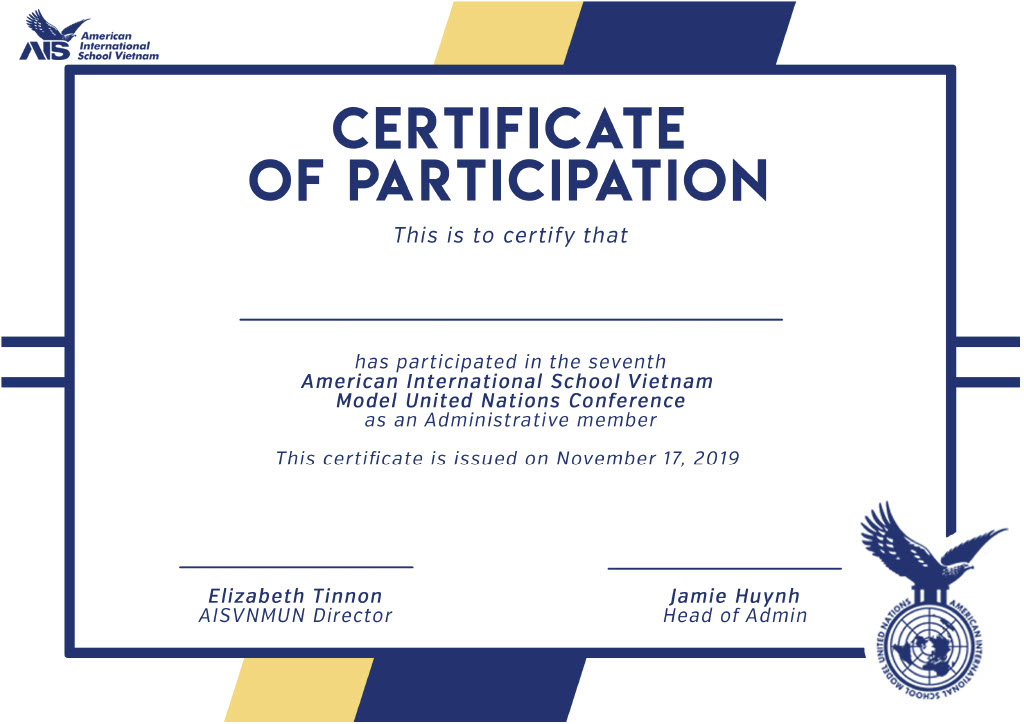 AIS
American
International
School Vietnam
CERTIFICATE
OF PARTICIPATION
This is to certify that
has participated in the seventh
American International School Vietnam
Model United Nations Conference
as an Administrative member
This certificate is issued on November 17, 2019
Elizabeth Tinnon
AISVNMUN Director
Jamie Huynh
Head of Admin
AMERICAN INTERNATIONAL SCHOOL MODEL UNITED NATIONS